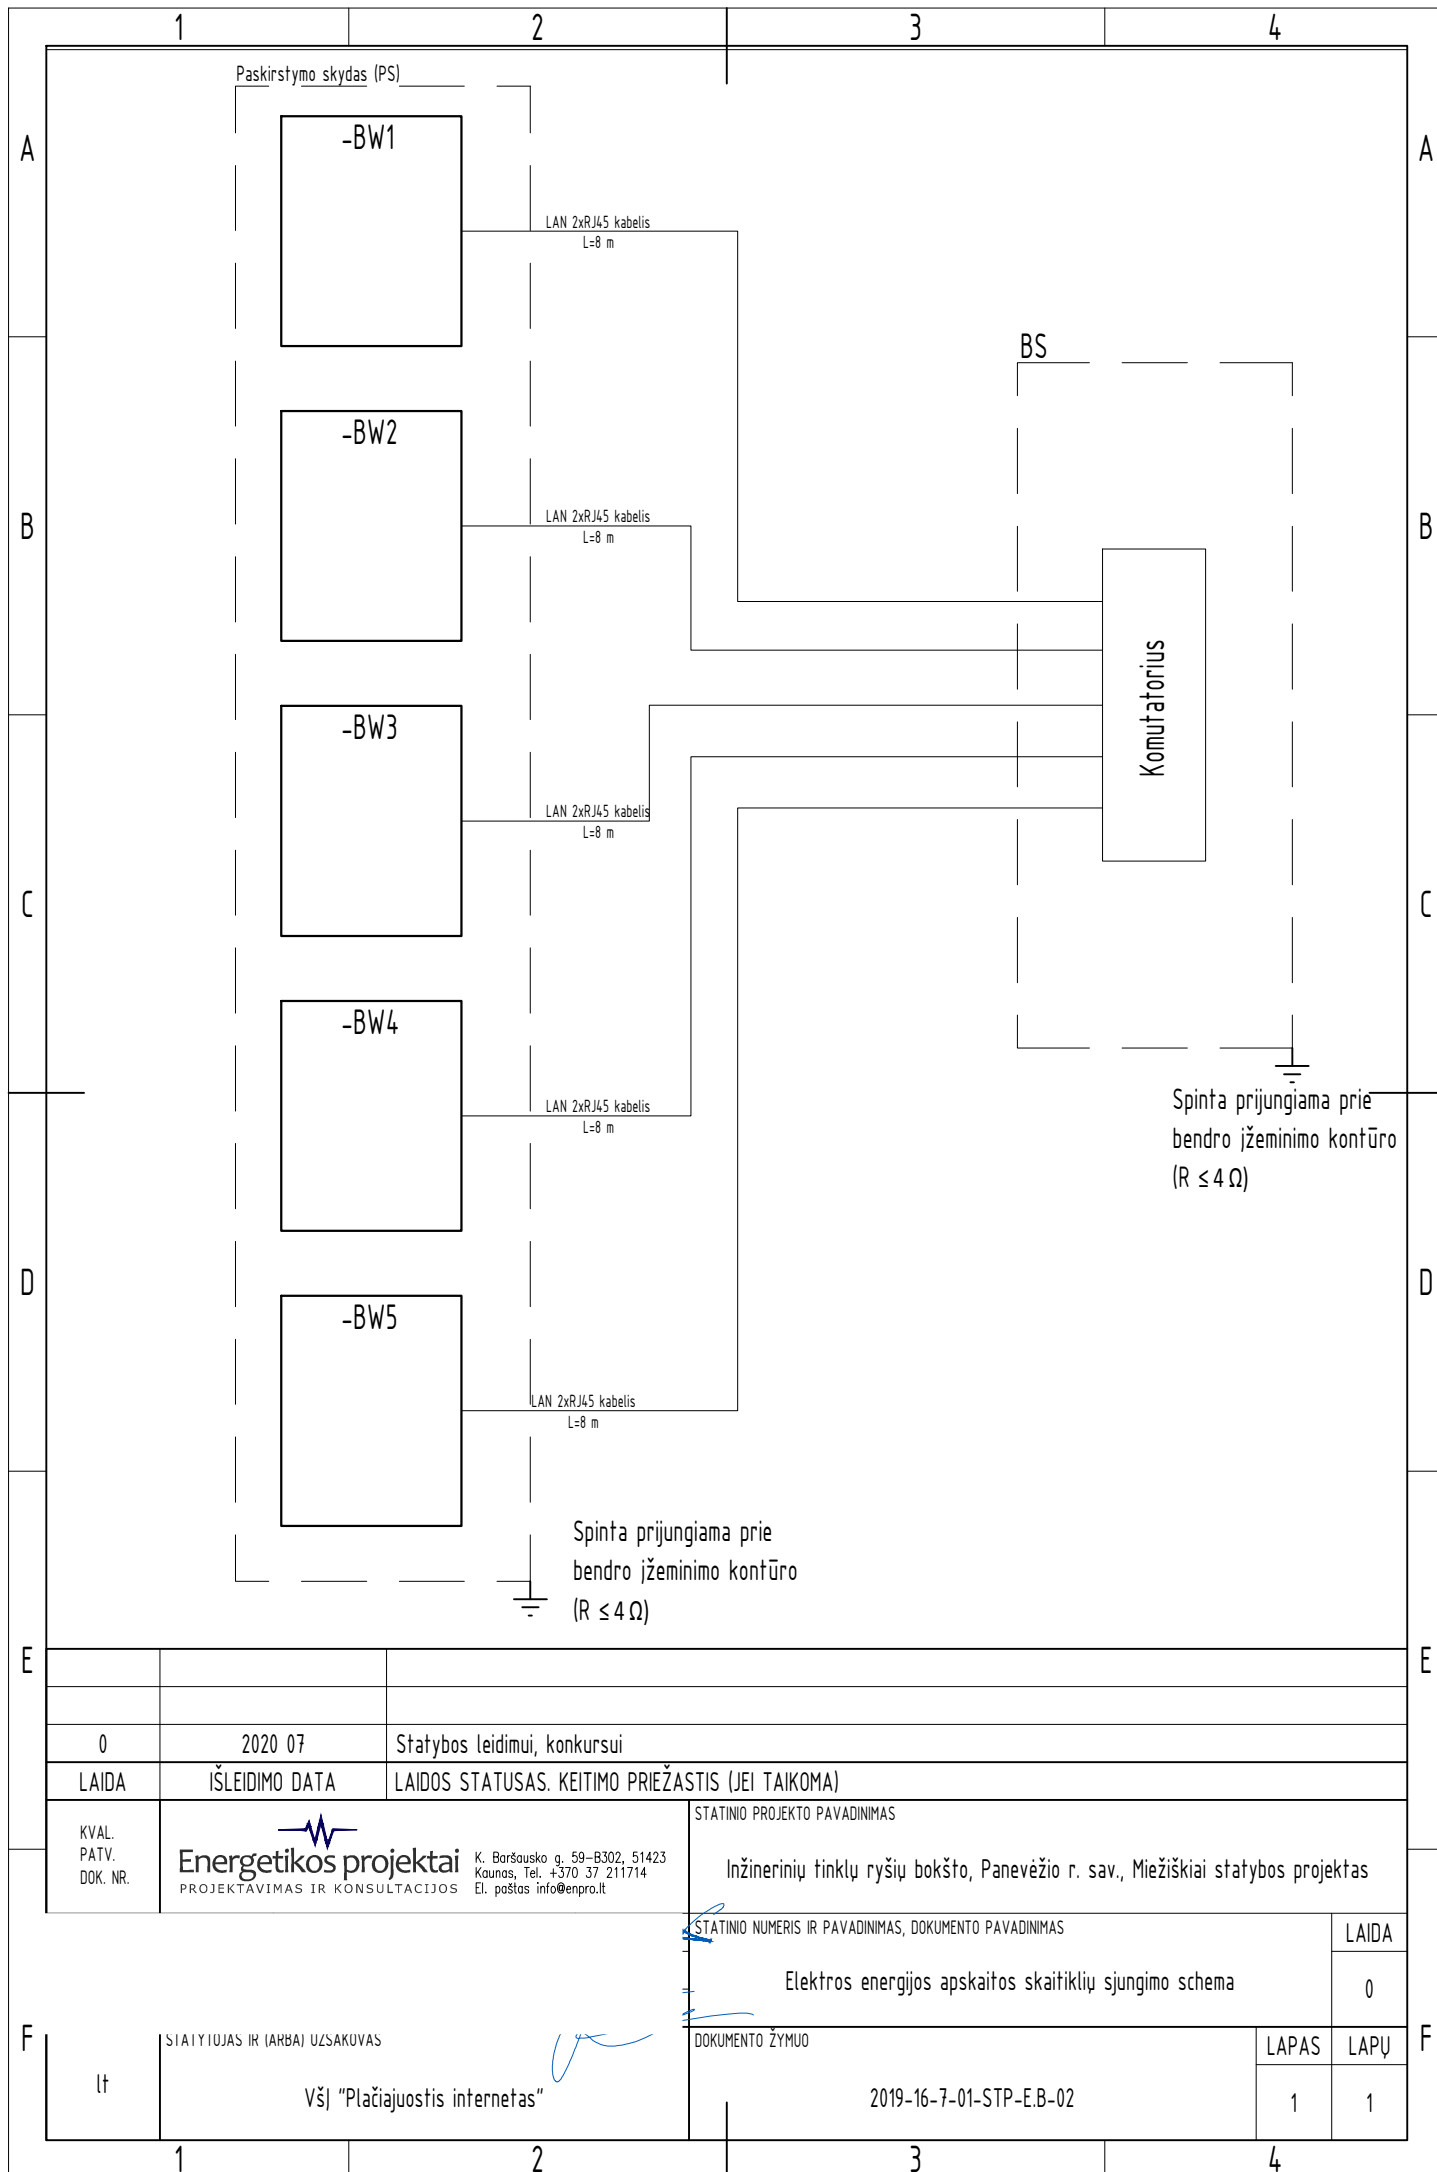 1 2 3 4
Paskirstymo skydas (PS)
A A
-BW1
LAN 2xRJ45 kabelis
L=8 m
BS
-BW2
B B
LAN 2xRJ45 kabelis
L=8 m
Komutatorius
-BW3
LAN 2xRJ45 kabelis
L=8 m
C C
-BW4
LAN 2xRJ45 kabelis
L=8 m
Spinta prijungiama prie
bendro įžeminimo kontūro
(R ≤ 4 Ω)
D D
-BW5
LAN 2xRJ45 kabelis
L=8 m
Spinta prijungiama prie
bendro įžeminimo kontūro
(R ≤ 4 Ω)
E E
0 2020 07 Statybos leidimui, konkursui
LAIDA IŠLEIDIMO DATA LAIDOS STATUSAS. KEITIMO PRIEŽASTIS (JEI TAIKOMA)
KVAL.
PATV.
DOK. NR.
Energetikos projektai
PROJEKTAVIMAS IR KONSULTACIJOS
K. Baršausko g. 59-B302, 51423
Kaunas, Tel. +370 37 211714
El. paštas info@enpro.lt
STATINIO PROJEKTO PAVADINIMAS
Inžinerinių tinklų ryšių bokšto, Panevėžio r. sav., Miežiškiai statybos projektas
STATINIO NUMERIS IR PAVADINIMAS, DOKUMENTO PAVADINIMAS
Elektros energijos apskaitos skaitiklių sjungimo schema
LAIDA
0
F F
lt
STATYTOJAS IR (ARBA) UŽSAKOVAS
VšĮ "Plačiajuostis internetas"
DOKUMENTO ŽYMUO
2019-16-7-01-STP-E.B-02
LAPAS LAPŲ
1 1
1 2 3 4